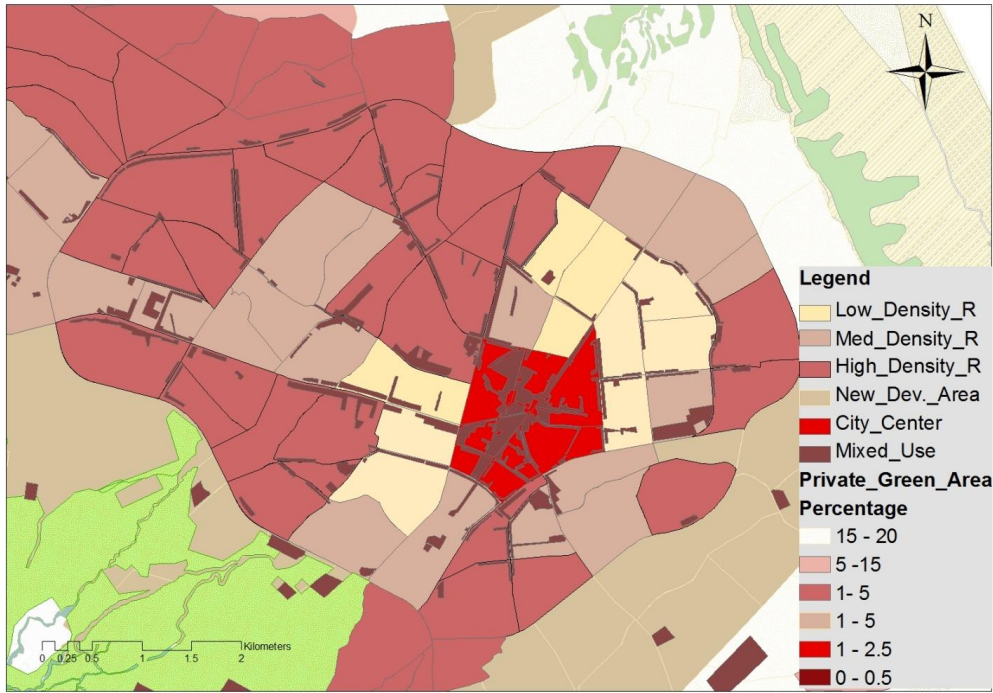 N
Legend
Low_Density_R
Med_Density_R
High_Density_R
New_Dev._Area
City_Center
Mixed_Use
Private_Green_Area
Percentage
15 - 20
5 -15
1- 5
1 - 5
1 - 2.5
0 - 0.5
Kilometers
0 0.25 0.5 1 1.5 2